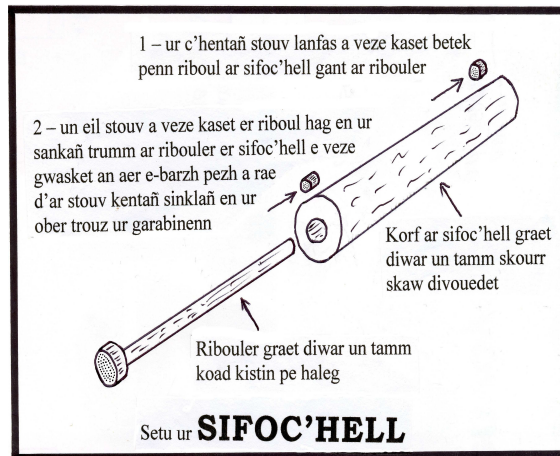 1 – ur c'hentañ stouv lanfas a veze kaset betek
penn riboul ar sifoc'hell gant ar ribouler
2 – un eil stouv a veze kaset er riboul hag en ur
sankañ trumm ar ribouler er sifoc'hell e veze
gwasket an aer e-barzh pezh a rae
d'ar stouv kentañ sinklañ en ur
ober trouz ur garabinenn
Korf ar sifoc'hell graet
diwar un tamm skourr
skaw divouedet
Ribouler graet diwar un tamm
koad kistin pe haleg
Setu ur SIFOC'HELL